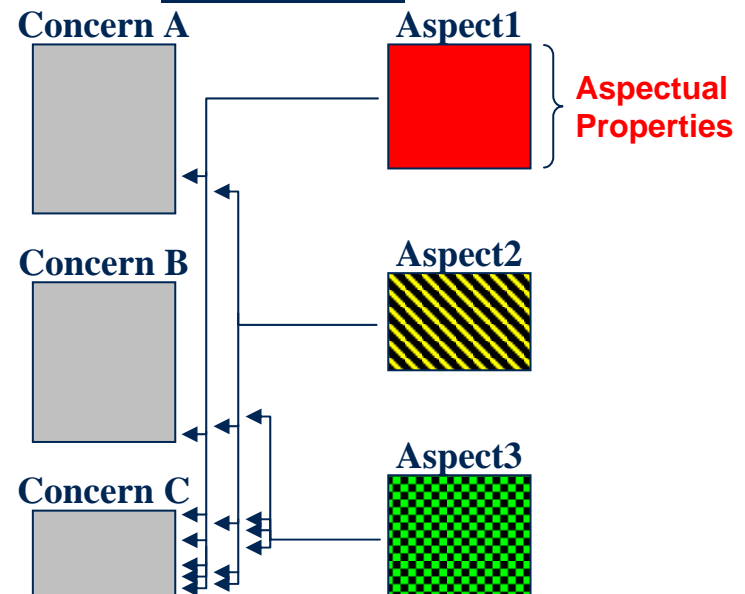 Concern A
Aspect1
Aspectual
Properties
Concern B
Aspect2
Concern C
Aspect3